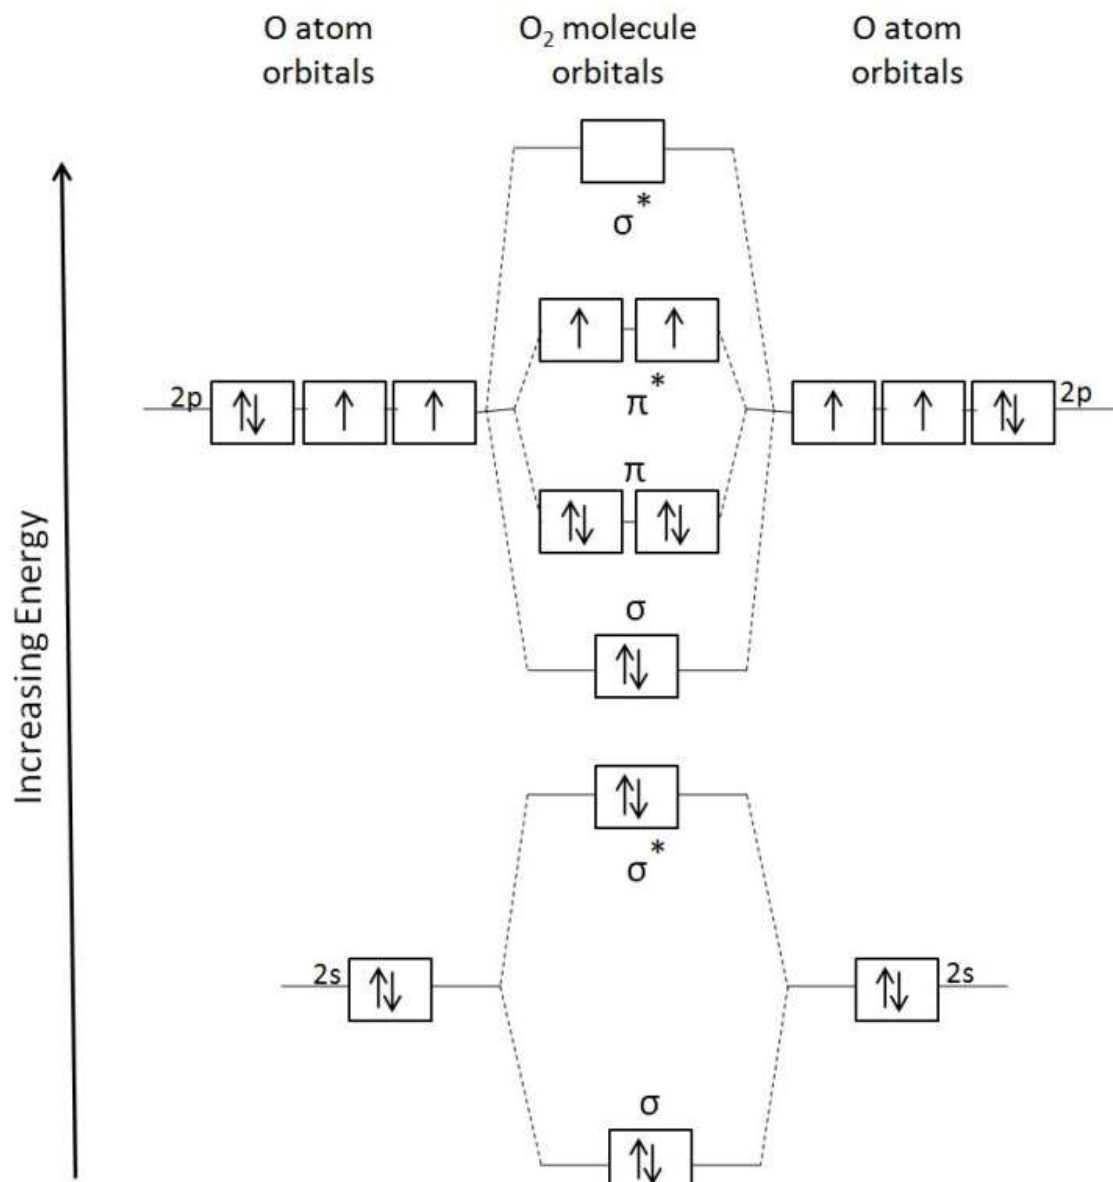 O atom
orbitals
O₂ molecule
orbitals
O atom
orbitals
σ*
2p
↑↓
↑
↑
↑
↑
π*
↑
↑
↑↓
2p
π
↑↓
↑↓
σ
↑↓
↑↓
σ*
2s
↑↓
↑↓
2s
σ
↑↓
Increasing Energy